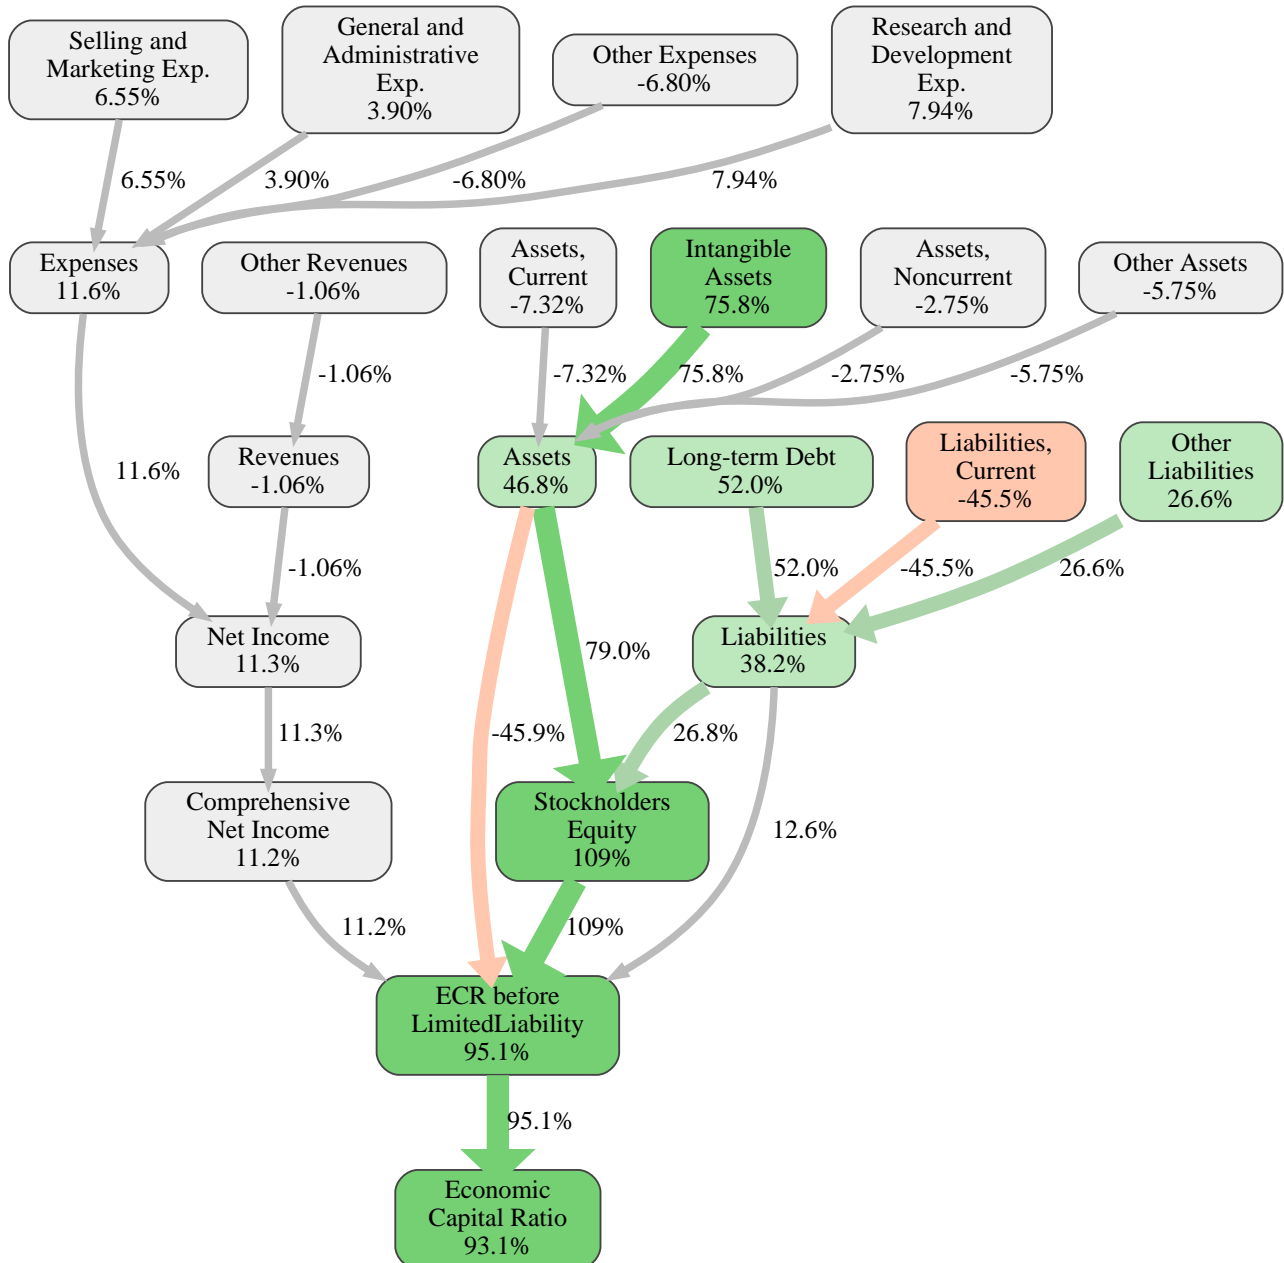 Selling and
Marketing Exp.
6.55%
General and
Administrative
Exp.
3.90%
Other Expenses
-6.80%
Research and
Development
Exp.
7.94%
6.55%
3.90%
-6.80%
7.94%
Expenses
11.6%
Other Revenues
-1.06%
Assets,
Current
-7.32%
Intangible
Assets
75.8%
Assets,
Noncurrent
-2.75%
Other Assets
-5.75%
-1.06%
-7.32%
75.8%
-2.75%
-5.75%
11.6%
Revenues
-1.06%
Assets
46.8%
Long-term Debt
52.0%
Liabilities,
Current
-45.5%
Other
Liabilities
26.6%
-1.06%
52.0%
-45.5%
26.6%
Net Income
11.3%
79.0%
Liabilities
38.2%
11.3%
-45.9%
26.8%
Comprehensive
Net Income
11.2%
Stockholders
Equity
109%
12.6%
11.2%
109%
ECR before
LimitedLiability
95.1%
95.1%
Economic
Capital Ratio
93.1%